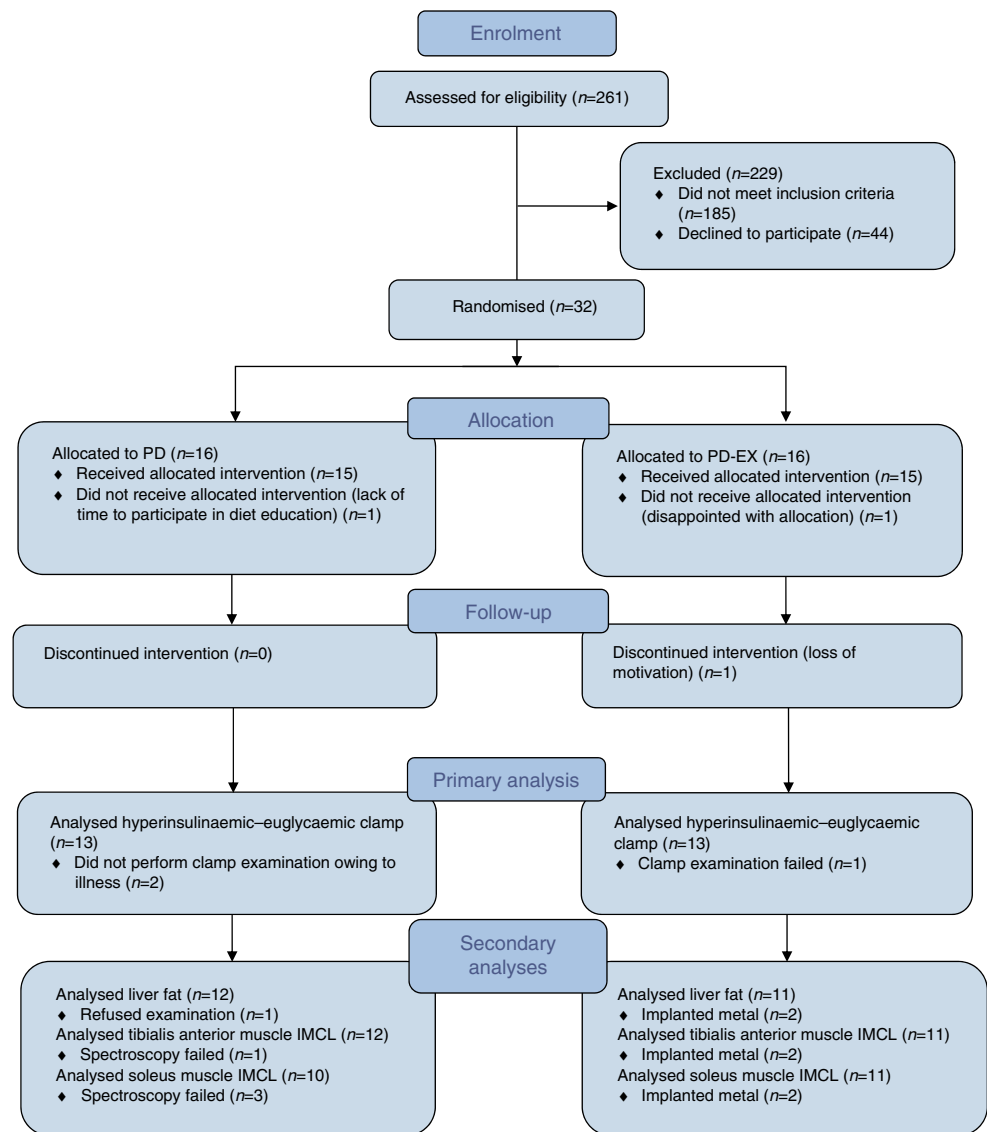 Enrolment
Assessed for eligibility (n=261)
Excluded (n=229)
♦ Did not meet inclusion criteria
(n=185)
♦ Declined to participate (n=44)
Randomised (n=32)
Allocation
Allocated to PD (n=16)
♦ Received allocated intervention (n=15)
♦ Did not receive allocated intervention (lack of
time to participate in diet education) (n=1)
Allocated to PD-EX (n=16)
♦ Received allocated intervention (n=15)
♦ Did not receive allocated intervention
(disappointed with allocation) (n=1)
Follow-up
Discontinued intervention (n=0)
Discontinued intervention (loss of
motivation) (n=1)
Primary analysis
Analysed hyperinsulinaemic–euglycaemic clamp
(n=13)
♦ Did not perform clamp examination owing to
illness (n=2)
Analysed hyperinsulinaemic–euglycaemic
clamp (n=13)
♦ Clamp examination failed (n=1)
Secondary
analyses
Analysed liver fat (n=12)
♦ Refused examination (n=1)
Analysed tibialis anterior muscle IMCL (n=12)
♦ Spectroscopy failed (n=1)
Analysed soleus muscle IMCL (n=10)
♦ Spectroscopy failed (n=3)
Analysed liver fat (n=11)
♦ Implanted metal (n=2)
Analysed tibialis anterior muscle IMCL (n=11)
♦ Implanted metal (n=2)
Analysed soleus muscle IMCL (n=11)
♦ Implanted metal (n=2)